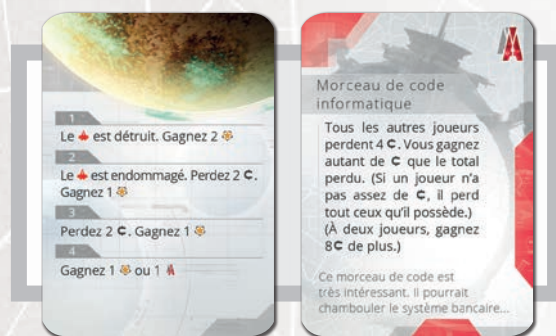 1
Le est détruit. Gagnez 2
2
Le est endommagé. Perdez 2 C.
Gagnez 1
3
Perdez 2 C. Gagnez 1
4
Gagnez 1 ou 1
Morceau de code
informatique
Tous les autres joueurs
perdent 4 C. Vous gagnez
autant de C que le total
perdu. (Si un joueur n'a
pas assez de C, il perd
tout ceux qu'il possède.)
(À deux joueurs, gagnez
8C de plus.)
Ce morceau de code est
très intéressant. Il pourrait
chambouler le système bancaire...